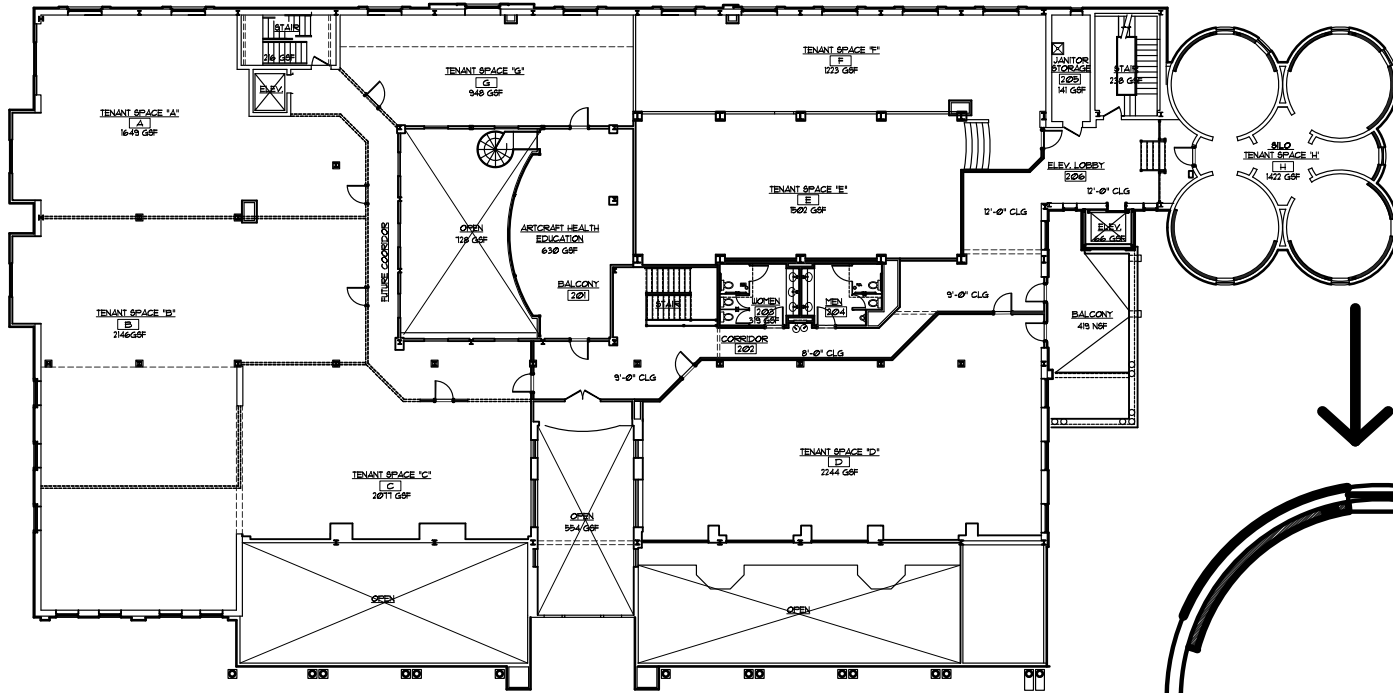 STAIR
216 GSF
ELEV.
TENANT SPACE "G"
G
948 GSF
TENANT SPACE "F"
F
1223 GSF
JANITOR
STORAGE
205
141 GSF
STAIR
238 GSF
TENANT SPACE "A"
A
1649 GSF
SILO
TENANT SPACE 'H'
H
1422 GSF
ELEV. LOBBY
206
12'-0" CLG
TENANT SPACE "E"
E
1502 GSF
12'-0" CLG
OPEN
728 GSF
ARTCRAFT HEALTH
EDUCATION
630 GSF
ELEV.
66 GSF
FUTURE COORIDOR
BALCONY
201
STAIR
WOMEN
203
MEN
204
9'-0" CLG
TENANT SPACE "B"
B
2146GSF
BALCONY
419 NSF
CORRIDOR
202
8'-0" CLG
9'-0" CLG
TENANT SPACE "C"
C
2077 GSF
TENANT SPACE "D"
D
2244 GSF
OPEN
554 GSF
OPEN
OPEN